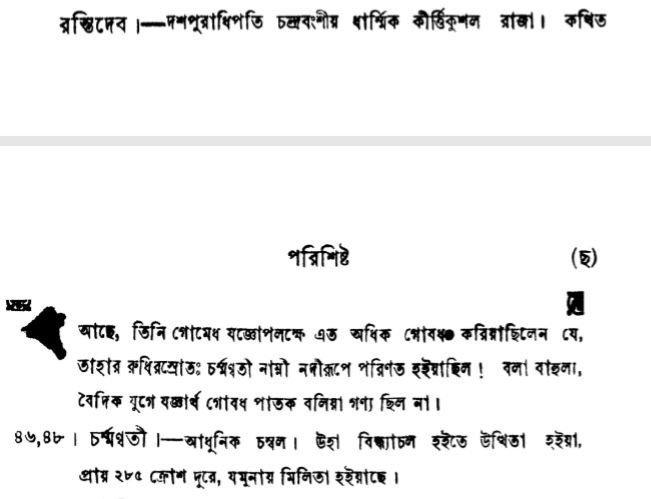 রন্তিদেব।—দশপুরাধিপতি চন্দ্রবংশীয় ধার্ম্মিক কীর্ত্তিকুশল রাজা। কথিত
পরিশিষ্ট (ছ)
আছে, তিনি গোমেধ যজ্ঞোপলক্ষে এত অধিক গোবধ করিয়াছিলেন যে,
তাহার রুধিরস্রোতঃ চর্ম্মণ্বতী নাম্নী নদীরূপে পরিণত হইয়াছিল! বলা বাহুল্য,
বৈদিক যুগে যজ্ঞার্থ গোবধ পাতক বলিয়া গণ্য ছিল না।
৪৬,৪৮। চর্ম্মণ্বতী।—আধুনিক চম্বল। উহা বিন্ধ্যাচল হইতে উত্থিতা হইয়া,
প্রায় ২৮৫ ক্রোশ দূরে, যমুনায় মিলিতা হইয়াছে।